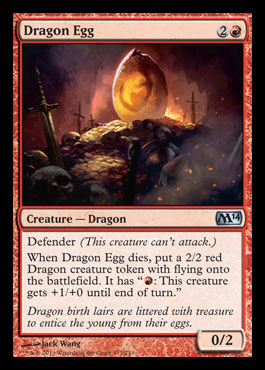 Dragon Egg 2
Creature — Dragon M14
Defender (This creature can't attack.)
When Dragon Egg dies, put a 2/2 red
Dragon creature token with flying onto
the battlefield. It has “ : This creature
gets +1/+0 until end of turn.”
Dragon birth lairs are littered with treasure
to entice the young from their eggs.
Jack Wang
0/2